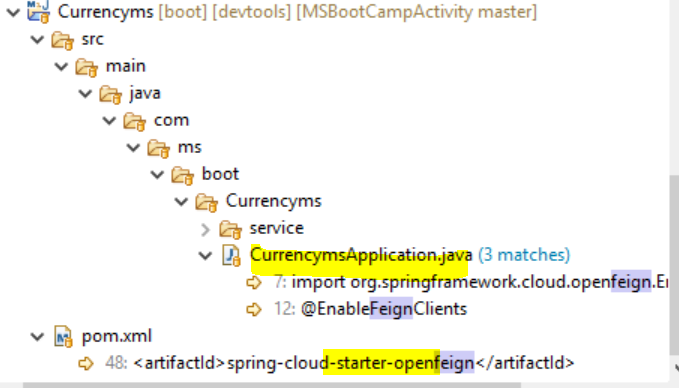 Currencyms [boot] [devtools] [MSBootCampActivity master]
src
main
java
com
ms
boot
Currencyms
service
CurrencymsApplication.java (3 matches)
7: import org.springframework.cloud.openfeign.
12: @EnableFeignClients
pom.xml
48: <artifactId>spring-cloud-starter-openfeign</artifactId>